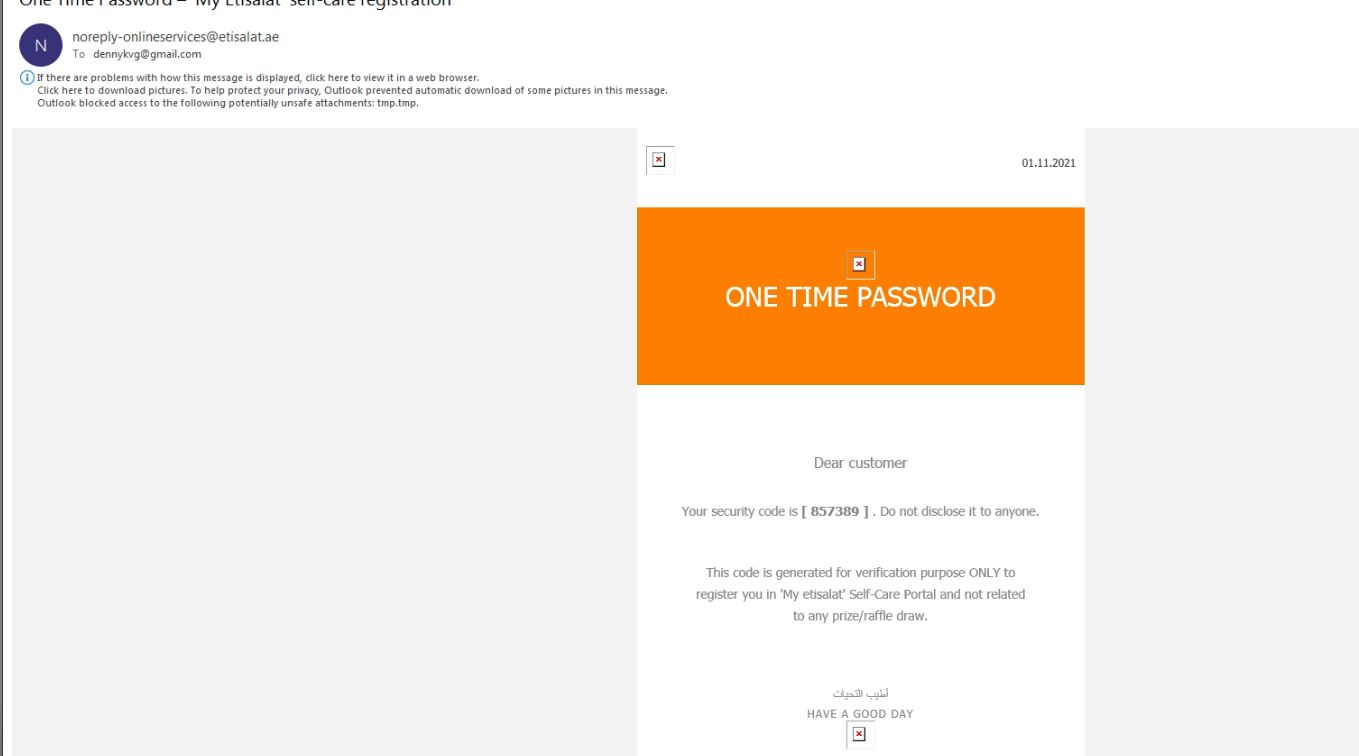 One Time Password – 'My Etisalat' self-care registration
N
noreply-onlineservices@etisalat.ae
To dennykvg@gmail.com
If there are problems with how this message is displayed, click here to view it in a web browser.
Click here to download pictures. To help protect your privacy, Outlook prevented automatic download of some pictures in this message.
Outlook blocked access to the following potentially unsafe attachments: tmp.tmp.
01.11.2021
ONE TIME PASSWORD
Dear customer
Your security code is [ 857389 ] . Do not disclose it to anyone.
This code is generated for verification purpose ONLY to
register you in 'My etisalat' Self-Care Portal and not related
to any prize/raffle draw.
أطيب التحيات
HAVE A GOOD DAY